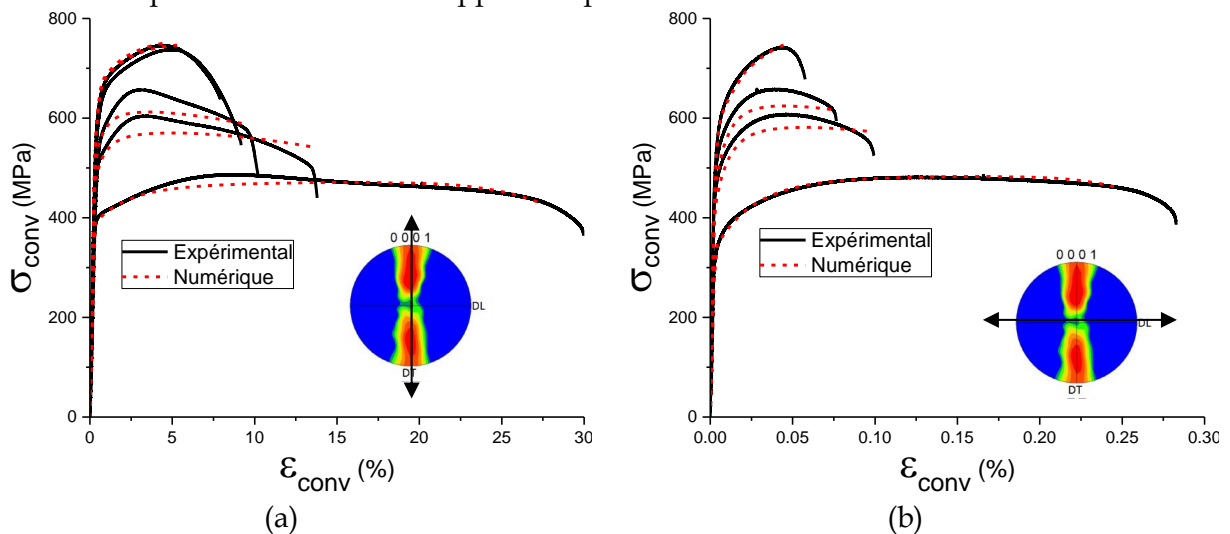 800
600
400
200
0
σconv (MPa)
Expérimental
Numérique
0 0 0 1
DL
DT
0 5 10 15 20 25 30
εconv (%)
(a)
800
600
400
200
0
σconv (MPa)
Expérimental
Numérique
0 0 0 1
DL
DT
0.00 0.05 0.10 0.15 0.20 0.25 0.30
εconv (%)
(b)